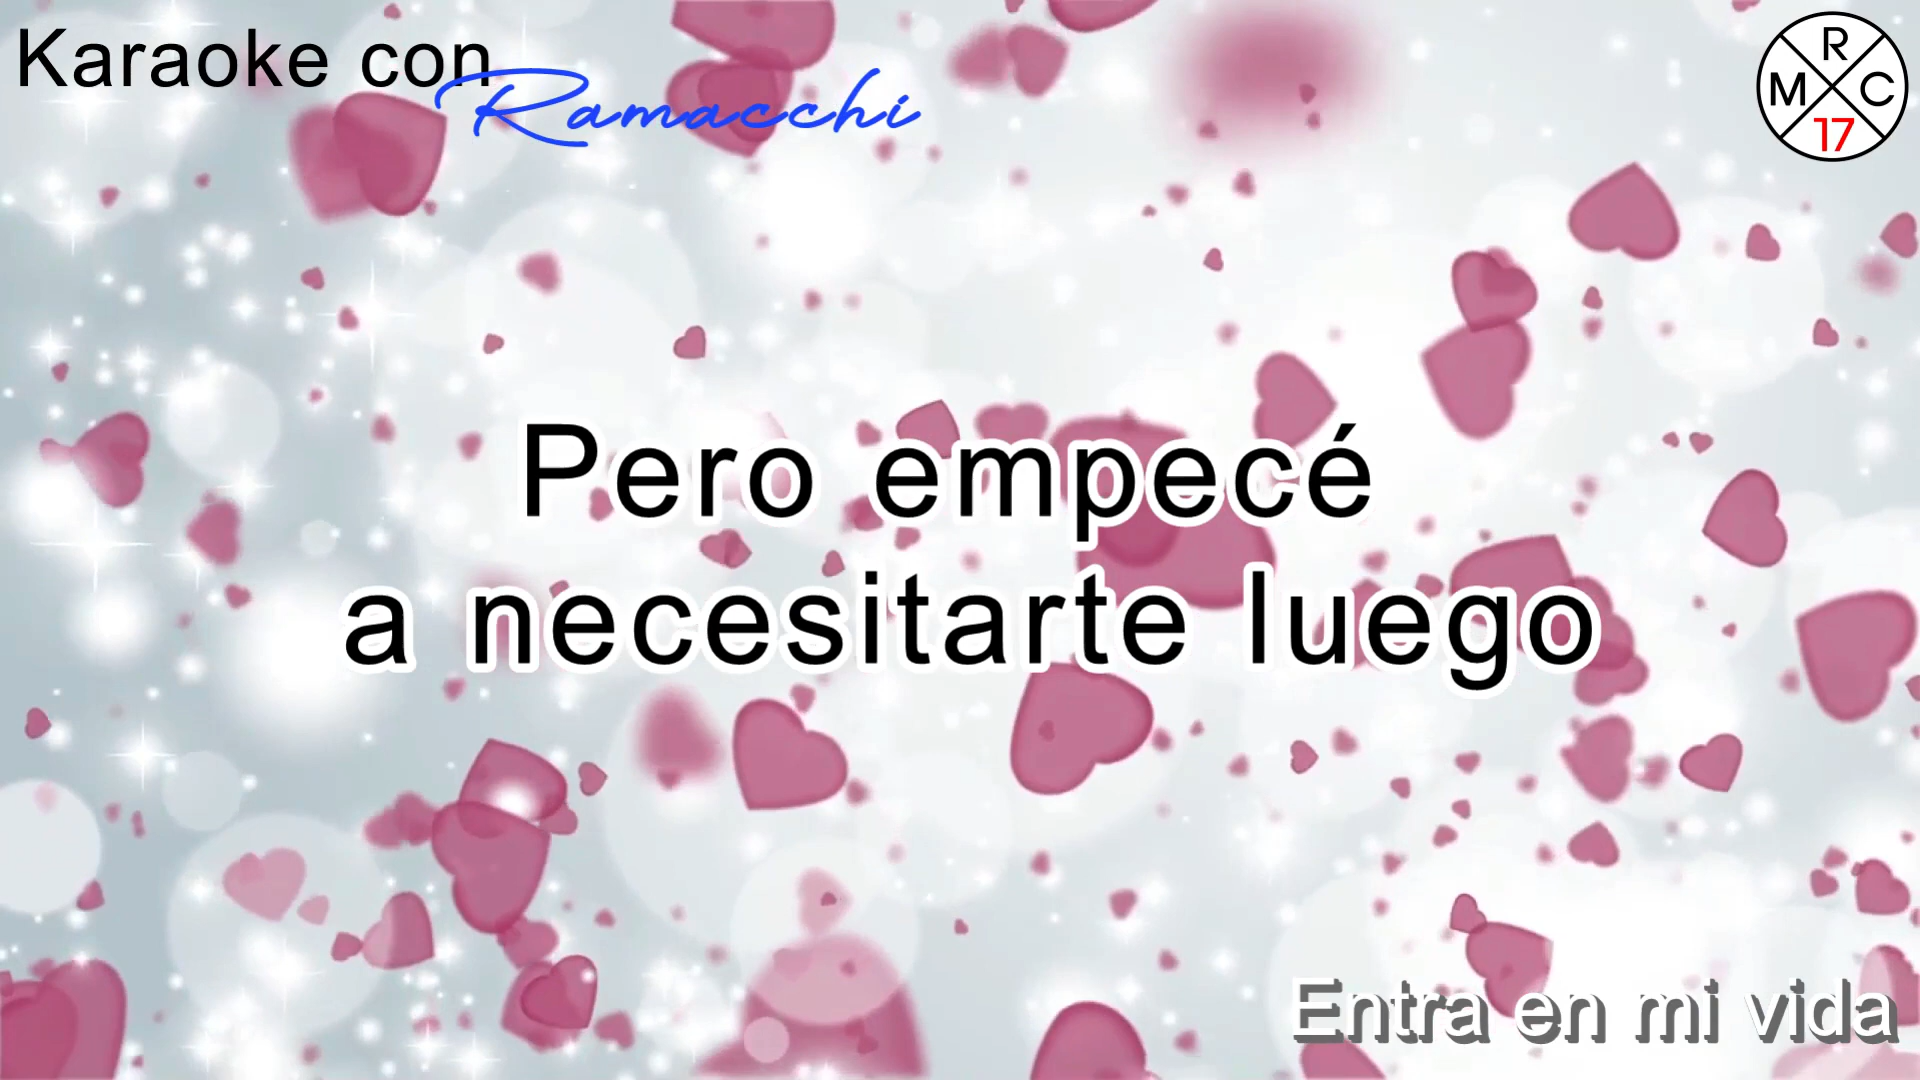 Karaoke con
Ramacchi
R
M C
17
Pero empecé
a necesitarte luego
Entra en mi vida